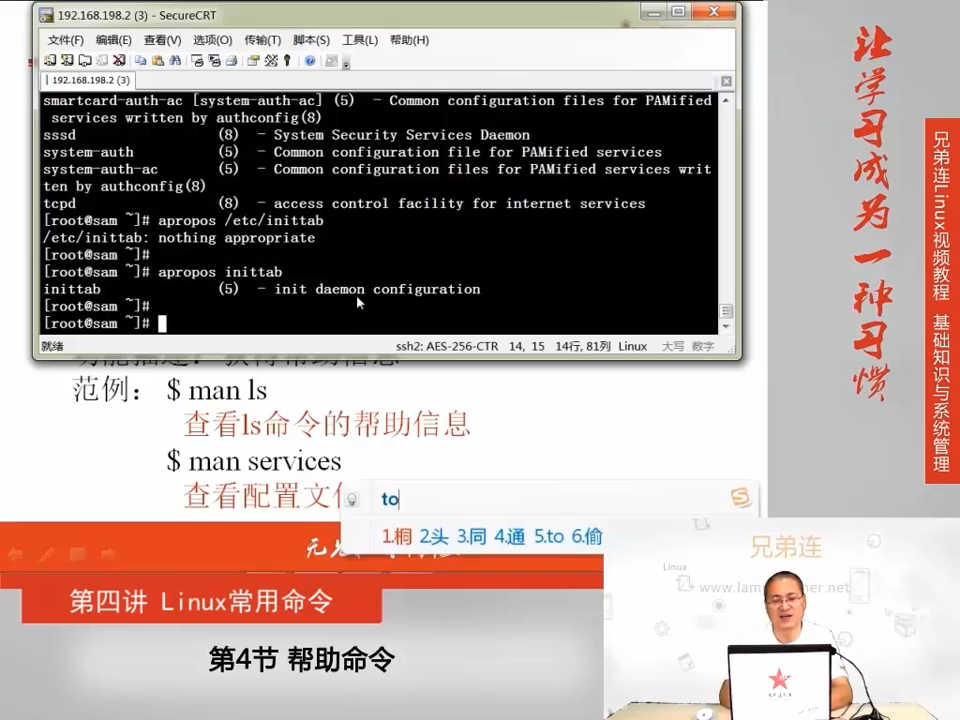 192.168.198.2 (3) - SecureCRT
文件(F) 编辑(E) 查看(V) 选项(O) 传输(T) 脚本(S) 工具(L) 帮助(H)
192.168.198.2 (3)
smartcard-auth-ac [system-auth-ac] (5) - Common configuration files for PAMified
services written by authconfig(8)
sssd (8) - System Security Services Daemon
system-auth (5) - Common configuration file for PAMified services
system-auth-ac (5) - Common configuration files for PAMified services writ
ten by authconfig(8)
tcpd (8) - access control facility for internet services
[root@sam ~]# apropos /etc/inittab
/etc/inittab: nothing appropriate
[root@sam ~]#
[root@sam ~]# apropos inittab
inittab (5) - init daemon configuration
[root@sam ~]#
[root@sam ~]#
就绪 ssh2: AES-256-CTR 14, 15 14行, 81列 Linux 大写 数字
范例： $ man ls
查看ls命令的帮助信息
$ man services
查看配置文
to
1.桐 2.头 3.同 4.通 5.to 6.偷
第四讲 Linux常用命令
第4节 帮助命令
让学习成为一种习惯
兄弟连Linux视频教程 基础知识与系统管理
兄弟连
Linux